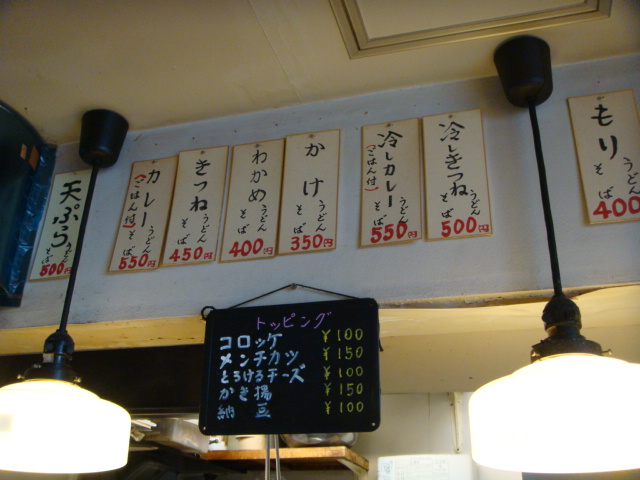 天ぷら うどん そば
500円
カレー うどん そば
(ごはん付)
550円
きつね うどん そば
450円
わかめ うどん そば
400円
かけ うどん そば
350円
冷しカレー うどん そば
(ごはん付)
550円
冷しきつね うどん そば
500円
もり うどん そば
400
トッピング
コロッケ ¥100
メンチカツ ¥150
とろけるチーズ ¥100
かき揚 ¥150
納豆 ¥100